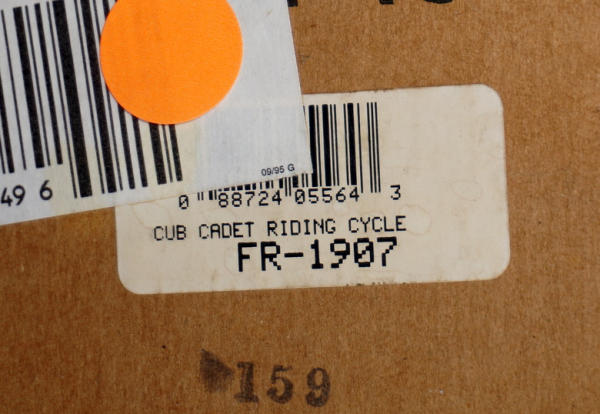 49 6
09/95 G
0 88724 05564 3
CUB CADET RIDING CYCLE
FR-1907
159